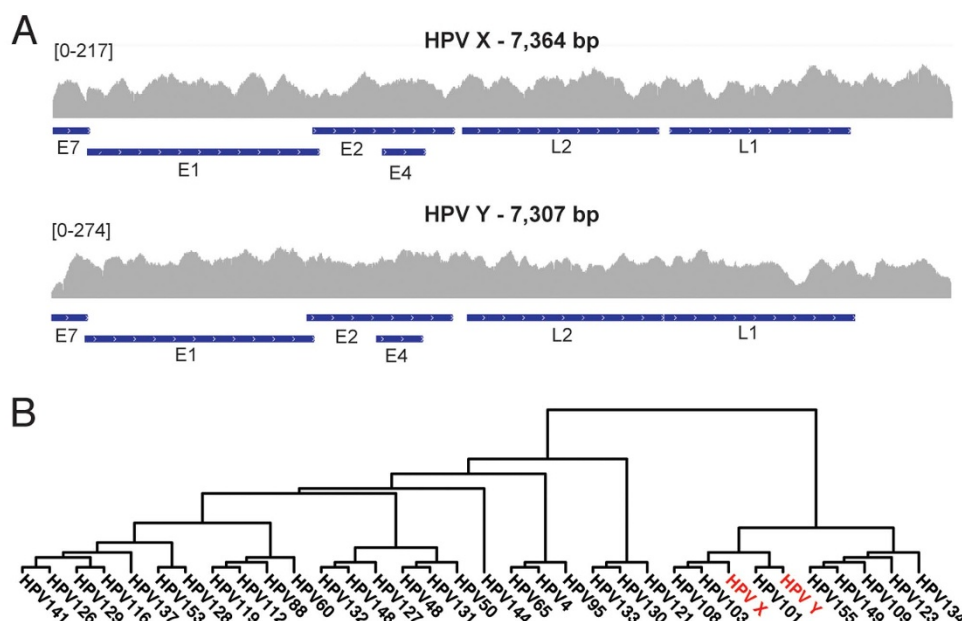 A
HPV X - 7,364 bp
[0-217]
E7
E1
E2
E4
L2
L1
HPV Y - 7,307 bp
[0-274]
E7
E1
E2
E4
L2
L1
B
HPV141
HPV126
HPV129
HPV116
HPV137
HPV153
HPV128
HPV119
HPV112
HPV88
HPV60
HPV132
HPV148
HPV127
HPV48
HPV131
HPV50
HPV144
HPV65
HPV4
HPV95
HPV133
HPV130
HPV121
HPV108
HPV103
HPV X
HPV101
HPV Y
HPV155
HPV149
HPV109
HPV123
HPV134